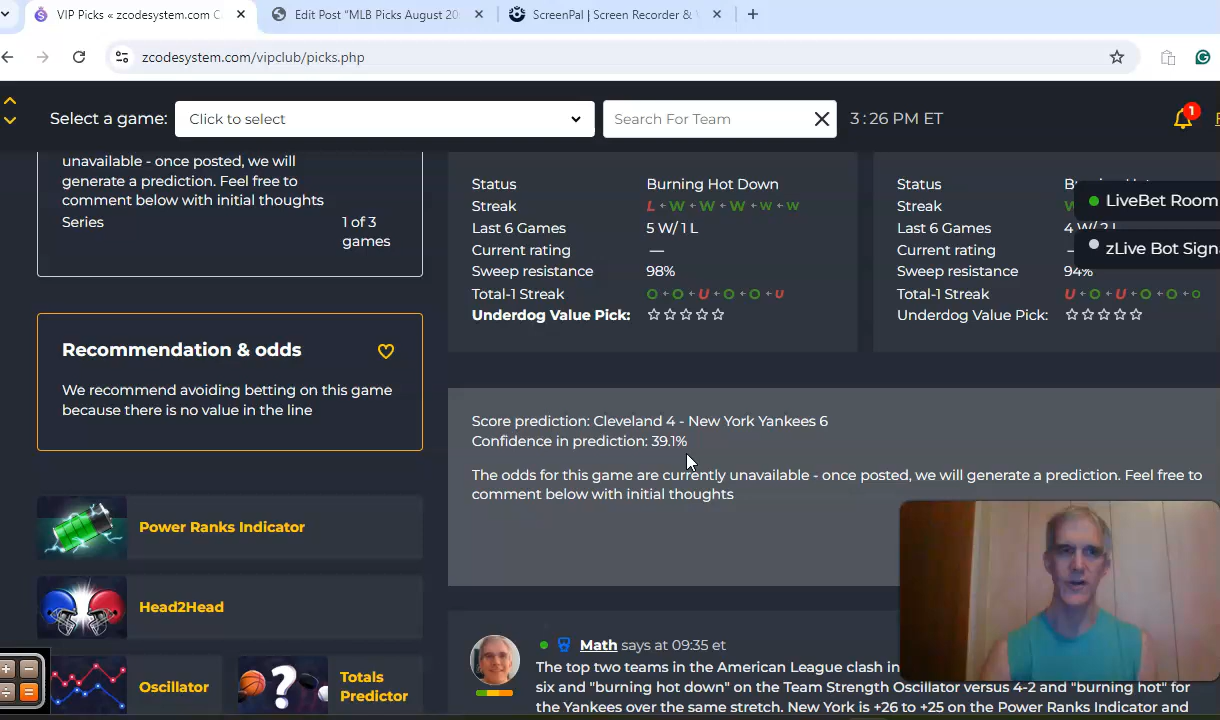 VIP Picks « zcodesystem.com C
Edit Post "MLB Picks August 20
ScreenPal | Screen Recorder &
zcodesystem.com/vipclub/picks.php
Select a game:
Click to select
Search For Team
3:26 PM ET
1
unavailable - once posted, we will
generate a prediction. Feel free to
comment below with initial thoughts
Series
1 of 3
games
Recommendation & odds
We recommend avoiding betting on this game
because there is no value in the line
Power Ranks Indicator
Head2Head
Oscillator
Totals
Predictor
Status Burning Hot Down
Streak L W W W W W
Last 6 Games 5 W/ 1 L
Current rating —
Sweep resistance 98%
Total-1 Streak O O U O O U
Underdog Value Pick:
Status
Streak
Last 6 Games 4 W/ 2 L
Current rating
Sweep resistance 94%
Total-1 Streak U O U O O O
Underdog Value Pick:
LiveBet Room
zLive Bot Sign
Score prediction: Cleveland 4 - New York Yankees 6
Confidence in prediction: 39.1%
The odds for this game are currently unavailable - once posted, we will generate a prediction. Feel free to
comment below with initial thoughts
Math says at 09:35 et
The top two teams in the American League clash in
six and "burning hot down" on the Team Strength Oscillator versus 4-2 and "burning hot" for
the Yankees over the same stretch. New York is +26 to +25 on the Power Ranks Indicator and